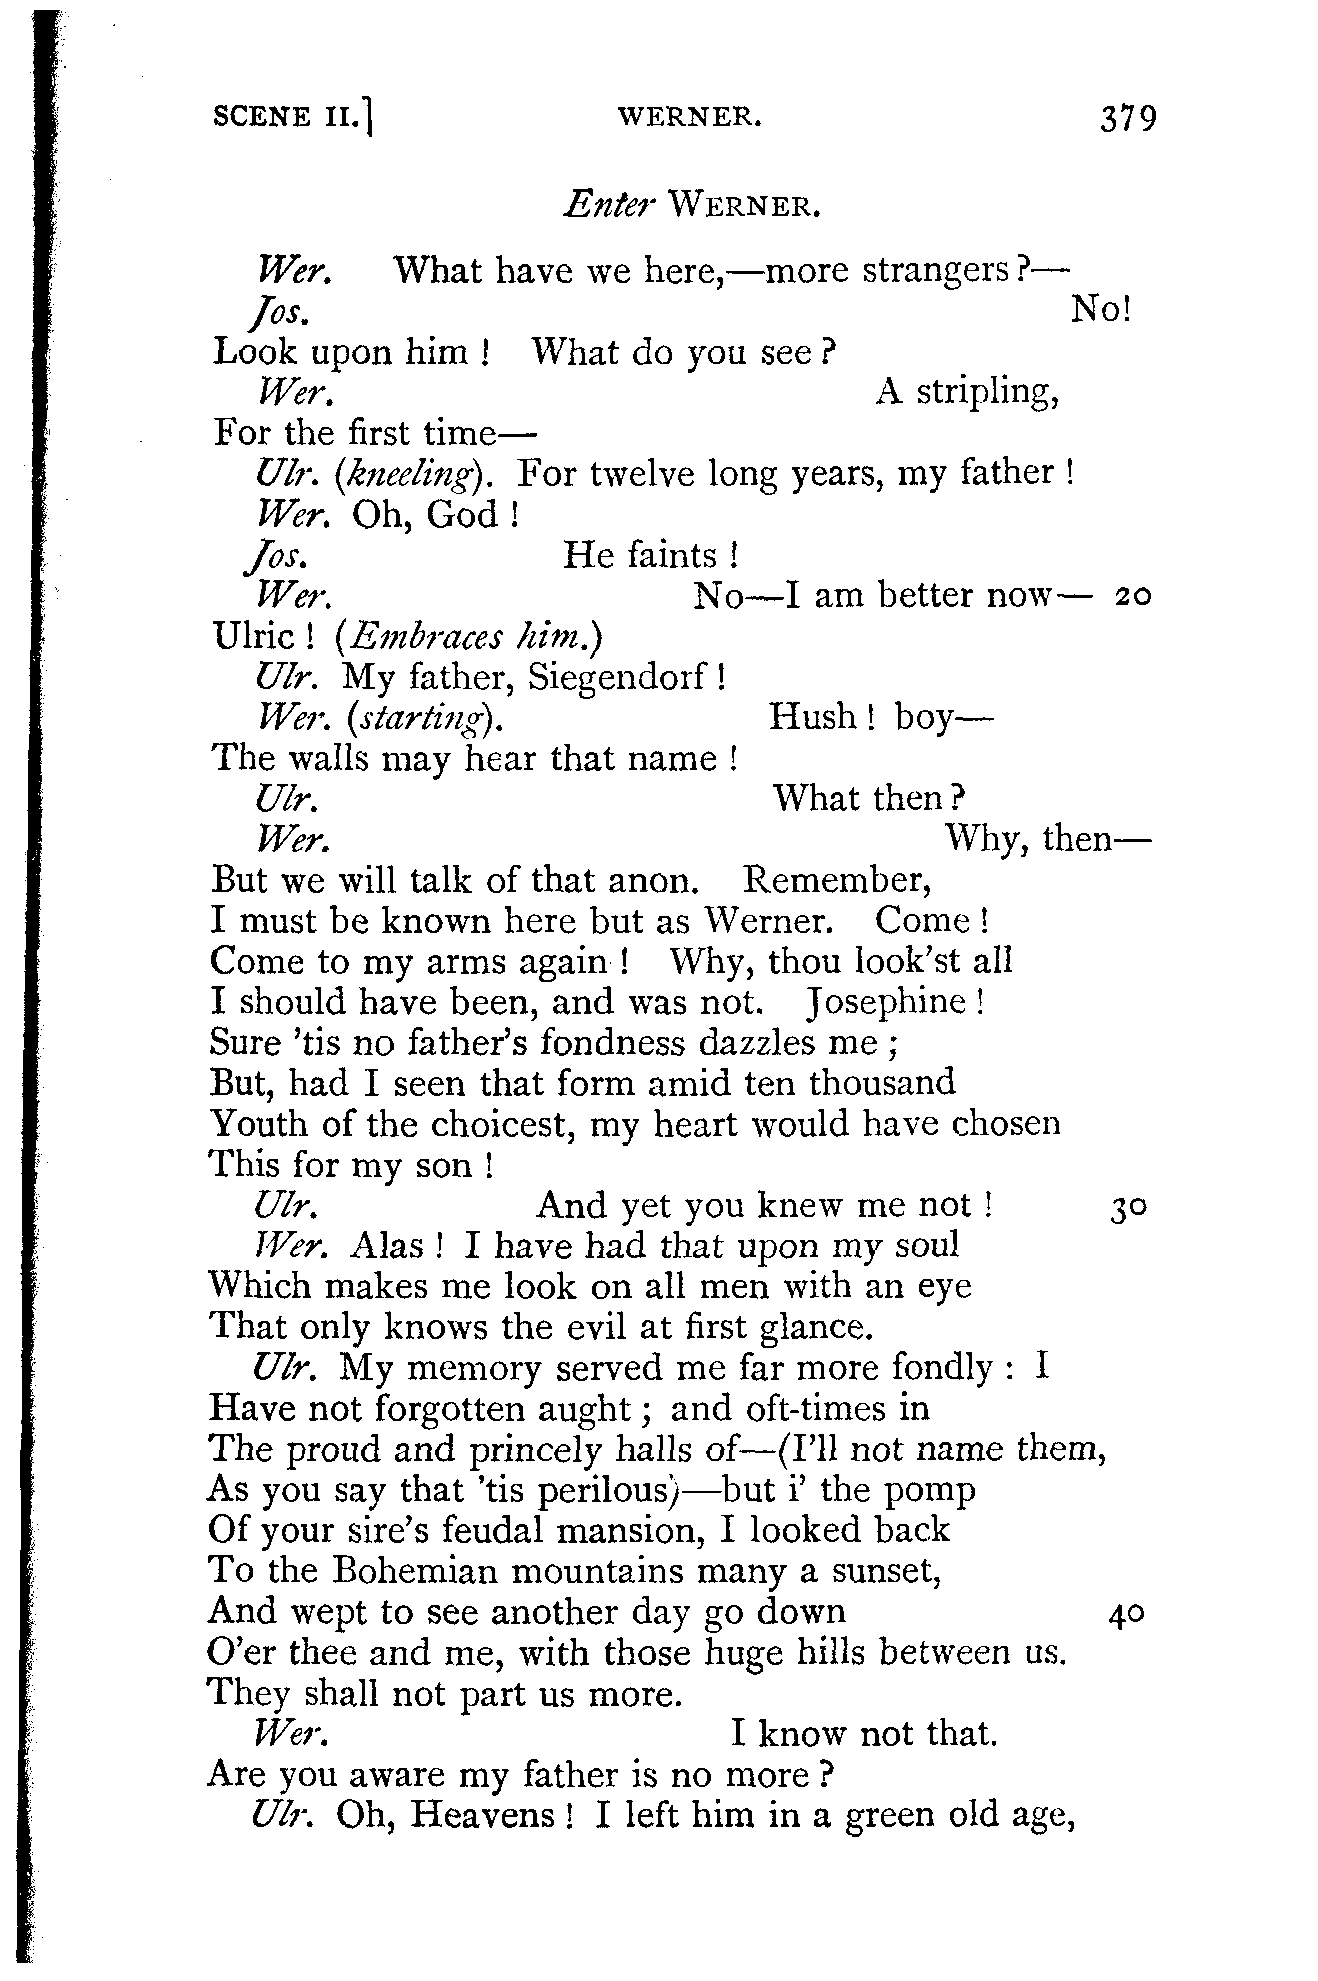 SCENE II.] WERNER. 379
Enter WERNER.
Wer. What have we here,—more strangers?—
Jos. No!
Look upon him! What do you see?
Wer. A stripling,
For the first time—
Ulr. (kneeling). For twelve long years, my father!
Wer. Oh, God!
Jos. He faints!
Wer. No—I am better now— 20
Ulric! (Embraces him.)
Ulr. My father, Siegendorf!
Wer. (starting). Hush! boy—
The walls may hear that name!
Ulr. What then?
Wer. Why, then—
But we will talk of that anon. Remember,
I must be known here but as Werner. Come!
Come to my arms again! Why, thou look'st all
I should have been, and was not. Josephine!
Sure 'tis no father's fondness dazzles me;
But, had I seen that form amid ten thousand
Youth of the choicest, my heart would have chosen
This for my son!
Ulr. And yet you knew me not! 30
Wer. Alas! I have had that upon my soul
Which makes me look on all men with an eye
That only knows the evil at first glance.
Ulr. My memory served me far more fondly: I
Have not forgotten aught; and oft-times in
The proud and princely halls of—(I'll not name them,
As you say that 'tis perilous)—but i' the pomp
Of your sire's feudal mansion, I looked back
To the Bohemian mountains many a sunset,
And wept to see another day go down 40
O'er thee and me, with those huge hills between us.
They shall not part us more.
Wer. I know not that.
Are you aware my father is no more?
Ulr. Oh, Heavens! I left him in a green old age,